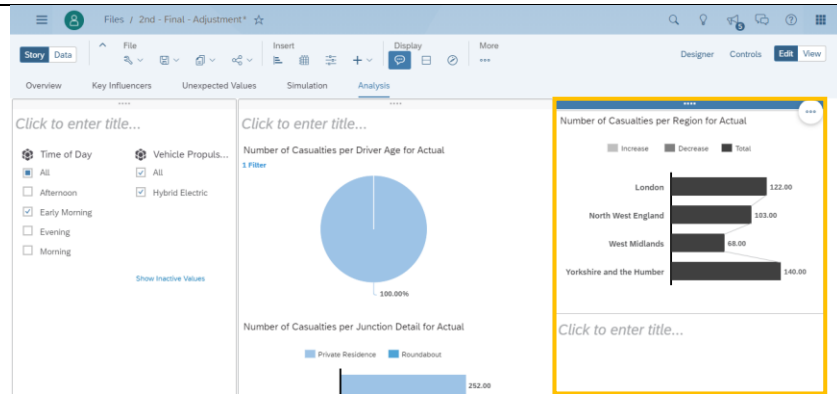 Files / 2nd - Final - Adjustment* ☆
Story Data
File
Insert
Display
More
Designer Controls Edit View
Overview Key Influencers Unexpected Values Simulation Analysis
Click to enter title...
Time of Day
All
Afternoon
Early Morning
Evening
Morning
Vehicle Propuls...
All
Hybrid Electric
Show Inactive Values
Click to enter title...
Number of Casualties per Driver Age for Actual
1 Filter
100.00%
Number of Casualties per Junction Detail for Actual
Private Residence Roundabout
252.00
Number of Casualties per Region for Actual
Increase Decrease Total
London 122.00
North West England 103.00
West Midlands 68.00
Yorkshire and the Humber 140.00
Click to enter title...